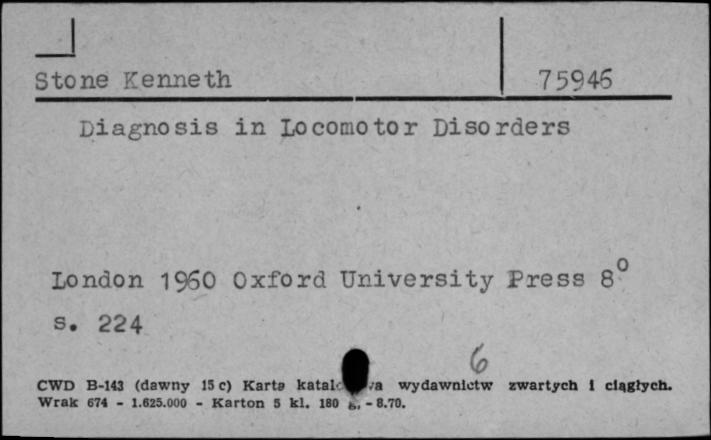 Stone Kenneth 75946
Diagnosis in Locomotor Disorders
London 1960 Oxford University Press 8°
s. 224
6
CWD B-143 (dawny 15 c) Karta wydawnictw zwartych i ciągłych.
Wrak 674 - 1.625.000 - Karton 5 kl. 180 g. - 8.70.